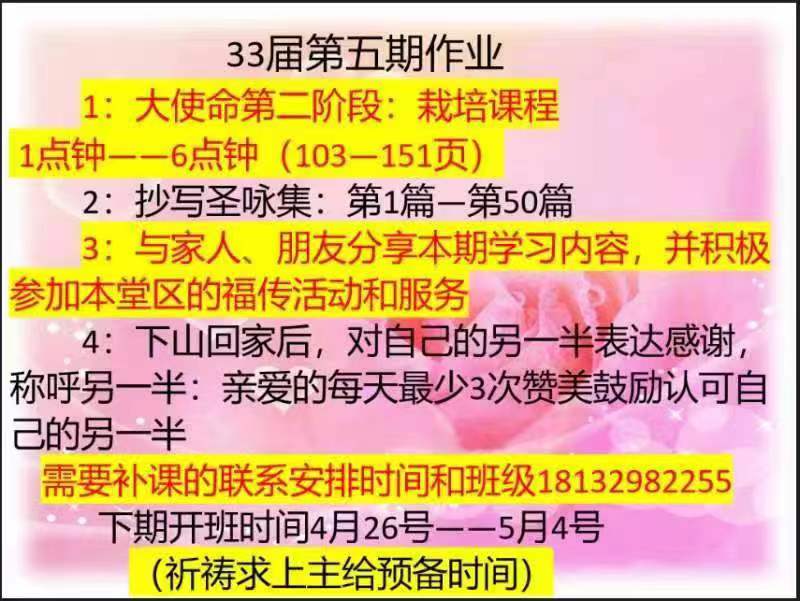 33届第五期作业
1：大使命第二阶段：栽培课程
1点钟——6点钟（103—151页）
2：抄写圣咏集：第1篇—第50篇
3：与家人、朋友分享本期学习内容，并积极
参加本堂区的福传活动和服务
4：下山回家后，对自己的另一半表达感谢，
称呼另一半：亲爱的每天最少3次赞美鼓励认可自
己的另一半
需要补课的联系安排时间和班级18132982255
下期开班时间4月26号——5月4号
（祈祷求上主给预备时间）